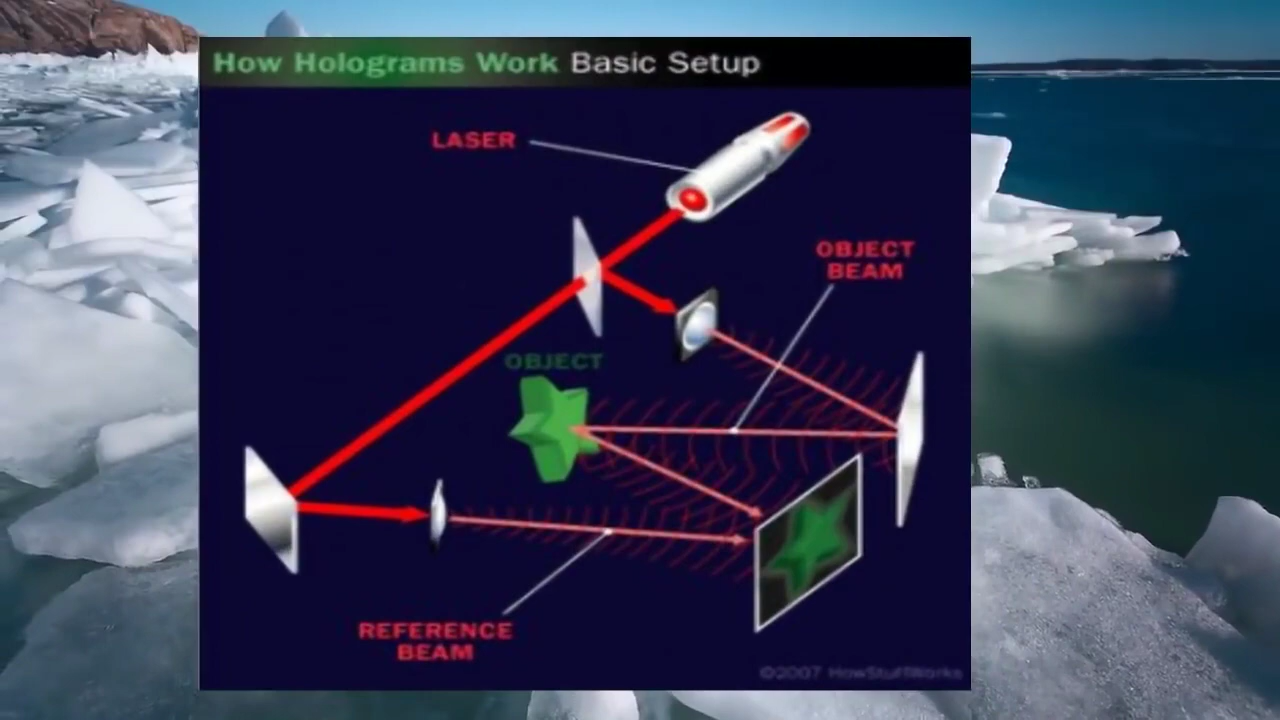 How Holograms Work Basic Setup
LASER
OBJECT
BEAM
OBJECT
REFERENCE
BEAM
©2007 HowStuffWorks